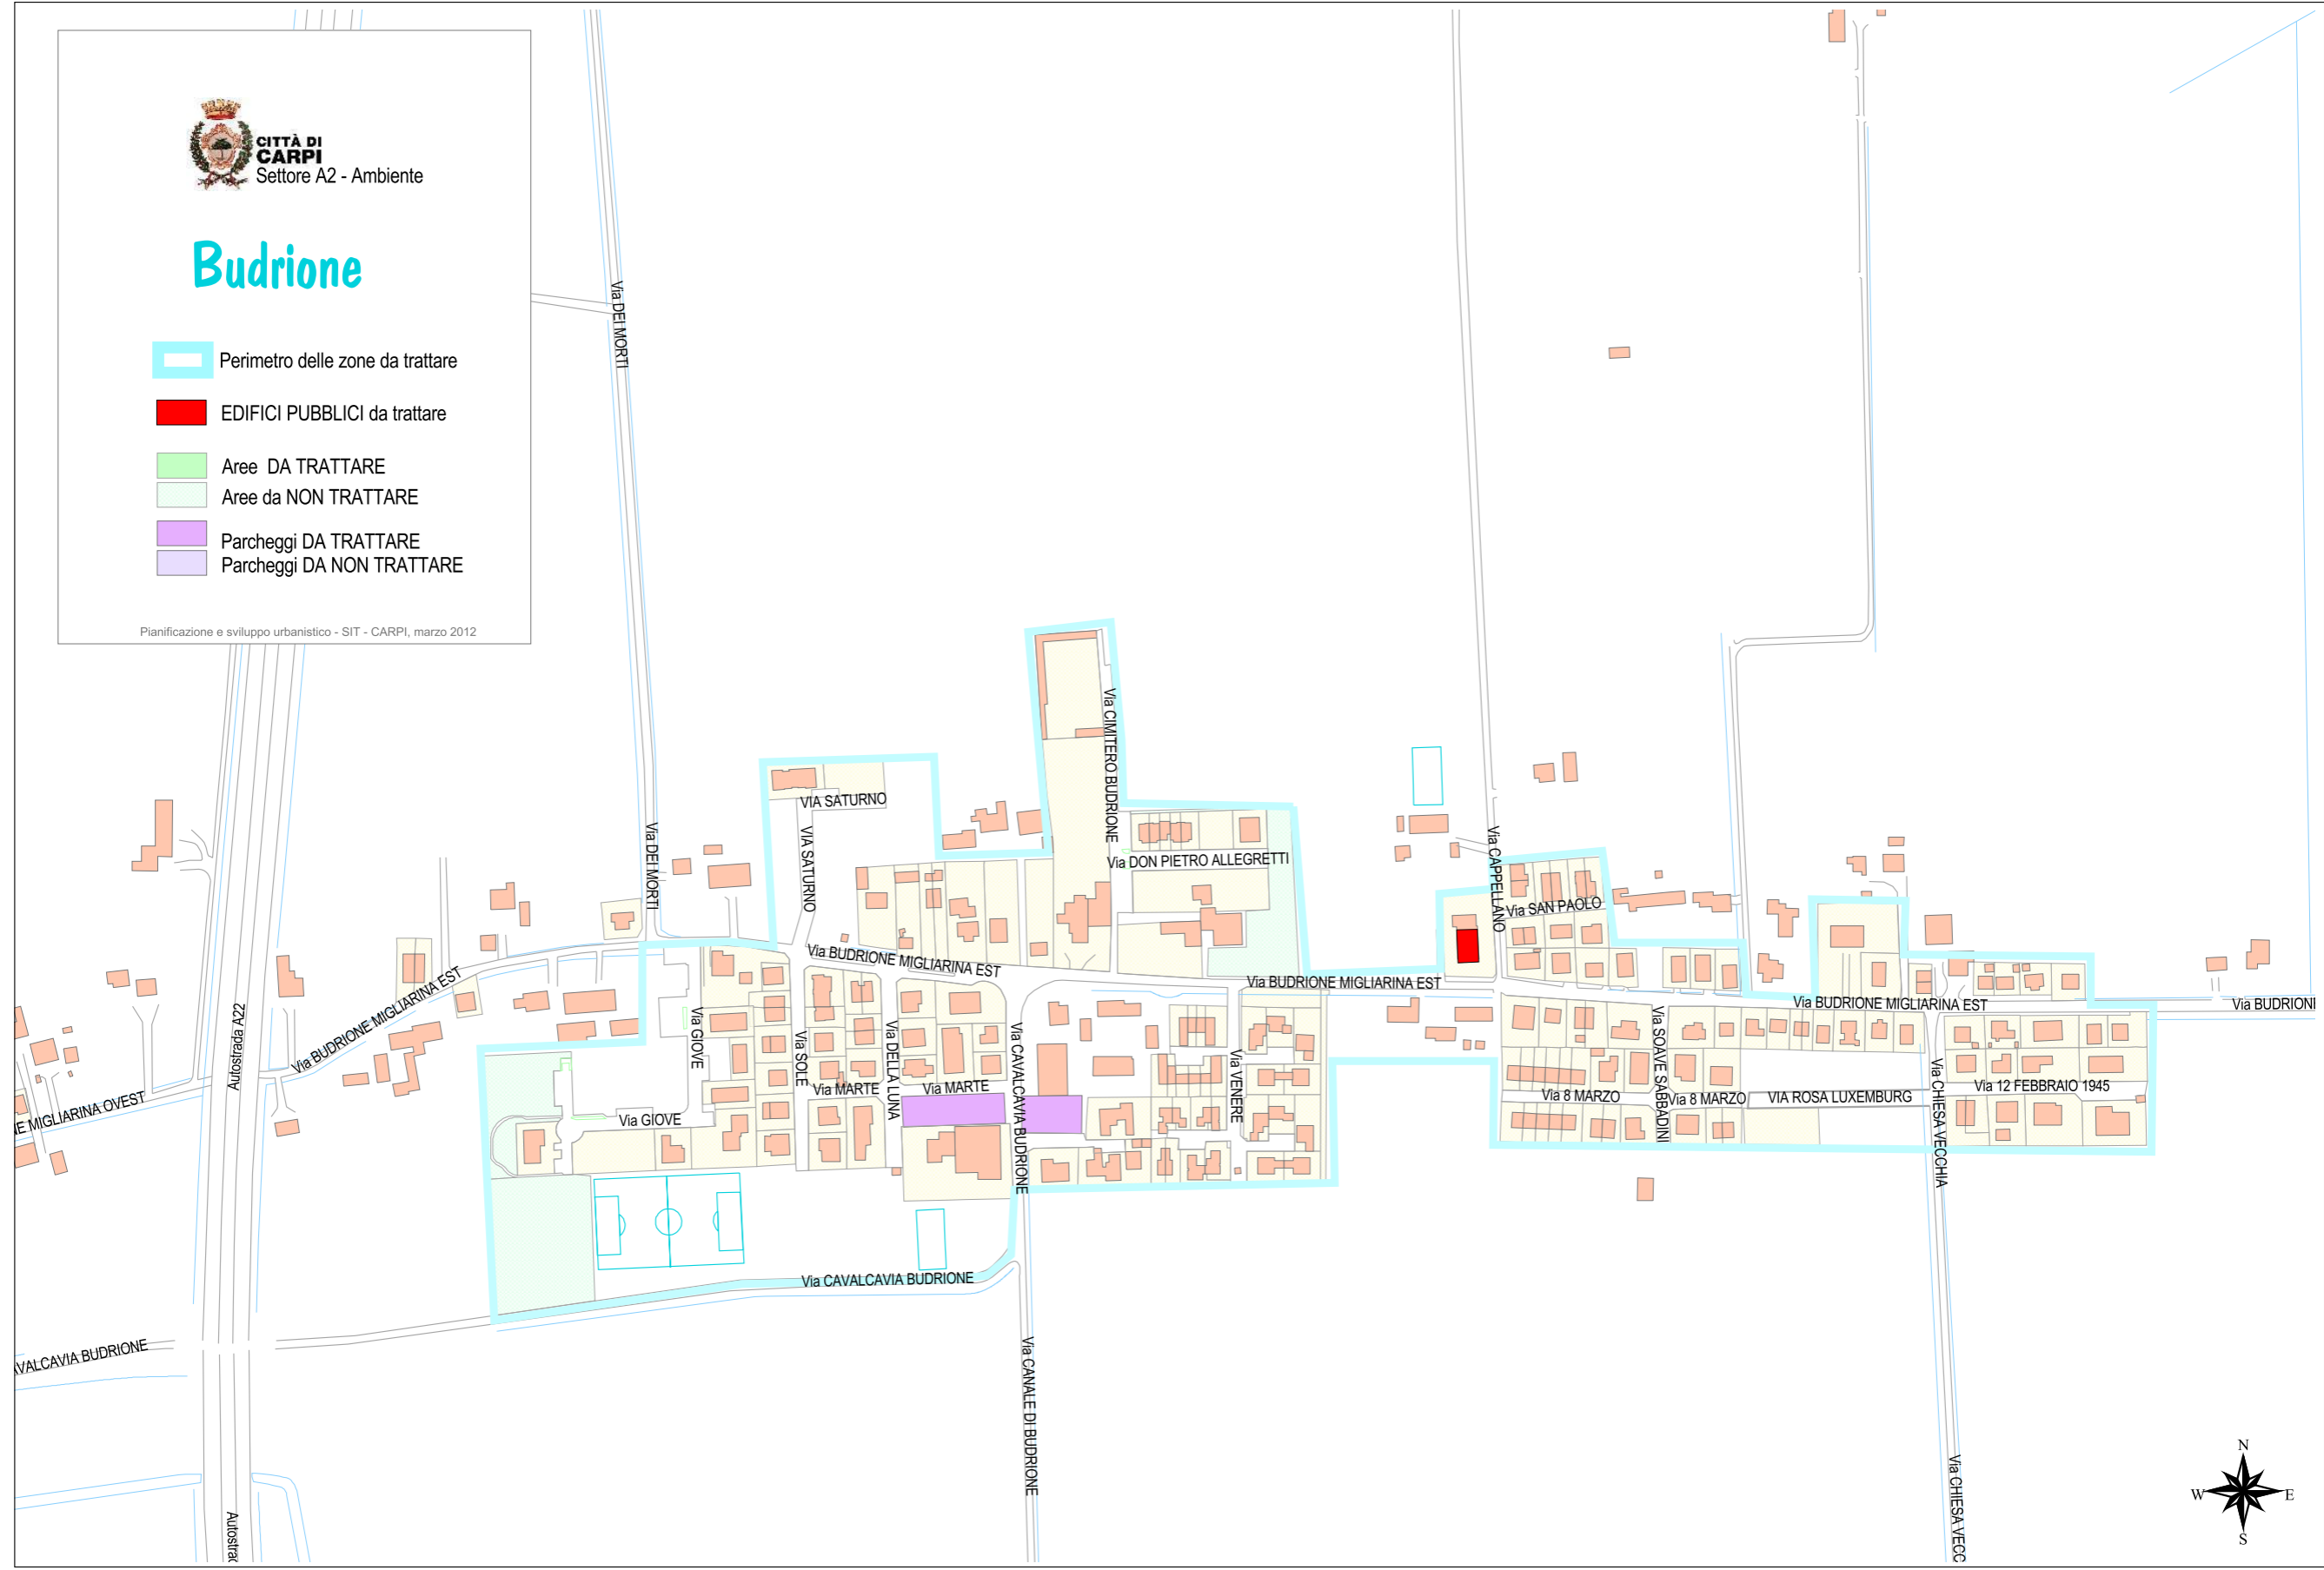 CITTÀ DI
CARPI
Settore A2 - Ambiente
Budrione
Perimetro delle zone da trattare
EDIFICI PUBBLICI da trattare
Aree DA TRATTARE
Aree da NON TRATTARE
Parcheggi DA TRATTARE
Parcheggi DA NON TRATTARE
Pianificazione e sviluppo urbanistico - SIT - CARPI, marzo 2012
Via DEI MORTI
Via CIMITERO BUDRIONE
VIA SATURNO
VIA SATURNO
Via DEI MORTI
Via DON PIETRO ALLEGRETTI
Via CAPPELLANO
Via SAN PAOLO
Via BUDRIONE MIGLIARINA EST
Via BUDRIONE MIGLIARINA EST
Via BUDRIONE MIGLIARINA EST
Via BUDRIONI
Via BUDRIONE MIGLIARINA EST
Autostrada A22
Via GIOVE
Via SOLE
Via DELLA LUNA
Via CAVALCAVIA BUDRIONE
Via VENERE
Via SOAVE SABBADINI
Via CHIESA VECCHIA
Via MARTE
Via MARTE
Via 8 MARZO
Via 8 MARZO
VIA ROSA LUXEMBURG
Via 12 FEBBRAIO 1945
NE MIGLIARINA OVEST
Via GIOVE
Via CAVALCAVIA BUDRIONE
AVALCAVIA BUDRIONE
Via CANALE DI BUDRIONE
Via CHIESA VECC
Autostrad
N
W
E
S